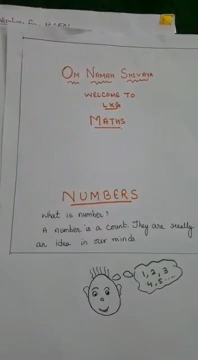 OM NAMAH SHIVAYA
WELCOME TO
LKG
MATHS
NUMBERS
What is number?
A number is a count. They are really
an idea in our minds.
1, 2, 3
4, 5...